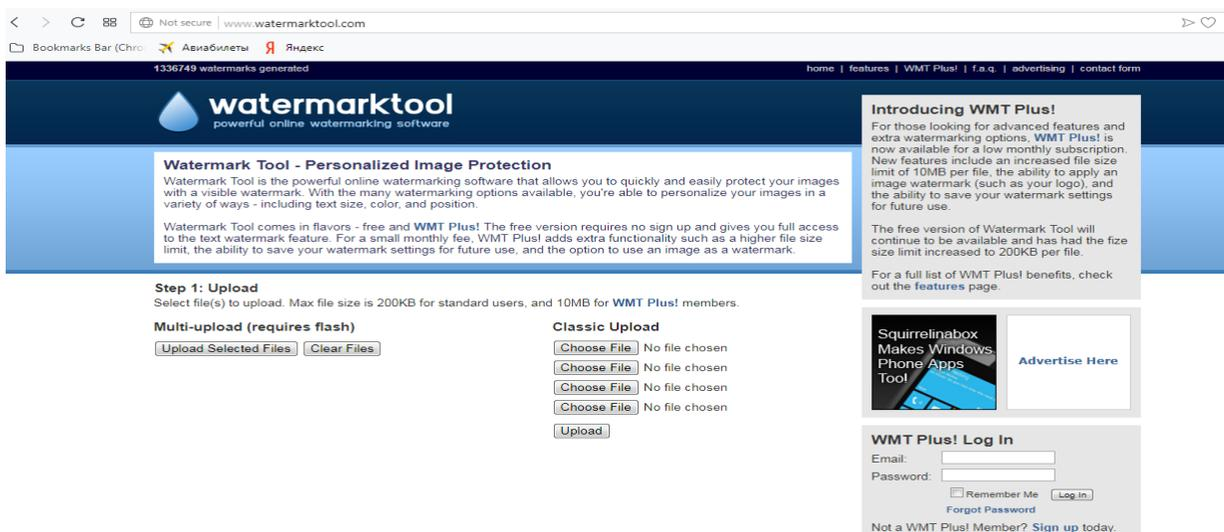 Not secure | www.watermarktool.com
Bookmarks Bar (Chro
Авиабилеты
Яндекс
1336749 watermarks generated
home | features | WMT Plus! | f.a.q. | advertising | contact form
watermarktool
powerful online watermarking software
Watermark Tool - Personalized Image Protection
Watermark Tool is the powerful online watermarking software that allows you to quickly and easily protect your images
with a visible watermark. With the many watermarking options available, you're able to personalize your images in a
variety of ways - including text size, color, and position.
Watermark Tool comes in flavors - free and WMT Plus! The free version requires no sign up and gives you full access
to the text watermark feature. For a small monthly fee, WMT Plus! adds extra functionality such as a higher file size
limit, the ability to save your watermark settings for future use, and the option to use an image as a watermark.
Step 1: Upload
Select file(s) to upload. Max file size is 200KB for standard users, and 10MB for WMT Plus! members.
Multi-upload (requires flash)
Upload Selected Files
Clear Files
Classic Upload
Choose File No file chosen
Choose File No file chosen
Choose File No file chosen
Choose File No file chosen
Upload
Introducing WMT Plus!
For those looking for advanced features and
extra watermarking options, WMT Plus! is
now available for a low monthly subscription.
New features include an increased file size
limit of 10MB per file, the ability to apply an
image watermark (such as your logo), and
the ability to save your watermark settings
for future use.
The free version of Watermark Tool will
continue to be available and has had the fize
size limit increased to 200KB per file.
For a full list of WMT Plus! benefits, check
out the features page.
Squirrelinabox
Makes Windows
Phone Apps
Too!
Advertise Here
WMT Plus! Log In
Email:
Password:
Remember Me
Log In
Forgot Password
Not a WMT Plus! Member? Sign up today.